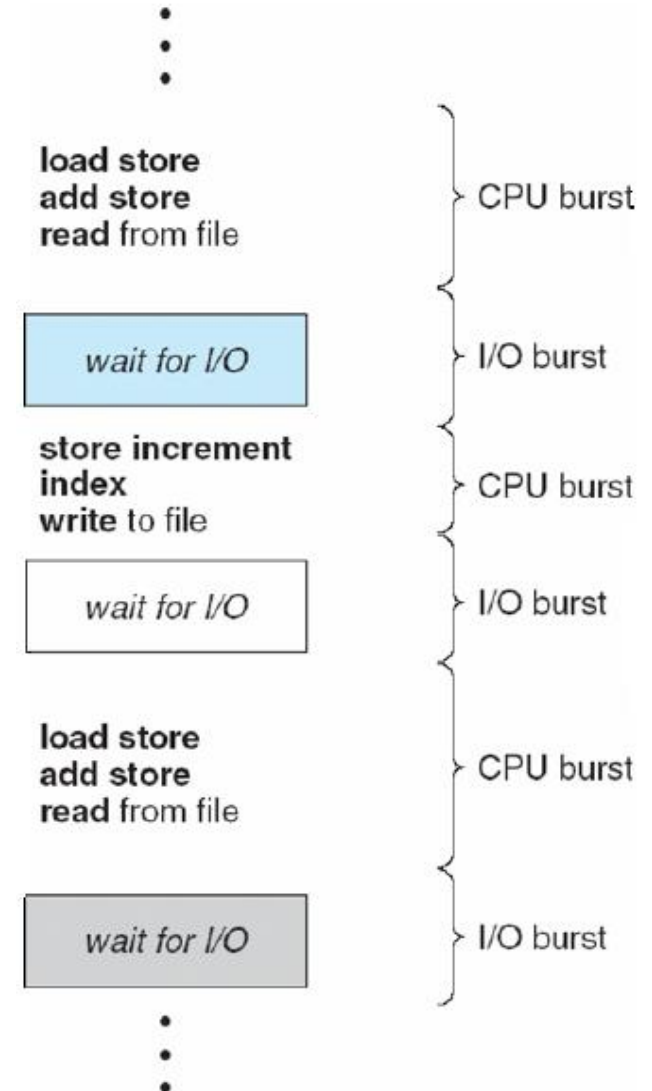 load store
add store
read from file
CPU burst
wait for I/O
I/O burst
store increment
index
write to file
CPU burst
wait for I/O
I/O burst
load store
add store
read from file
CPU burst
wait for I/O
I/O burst